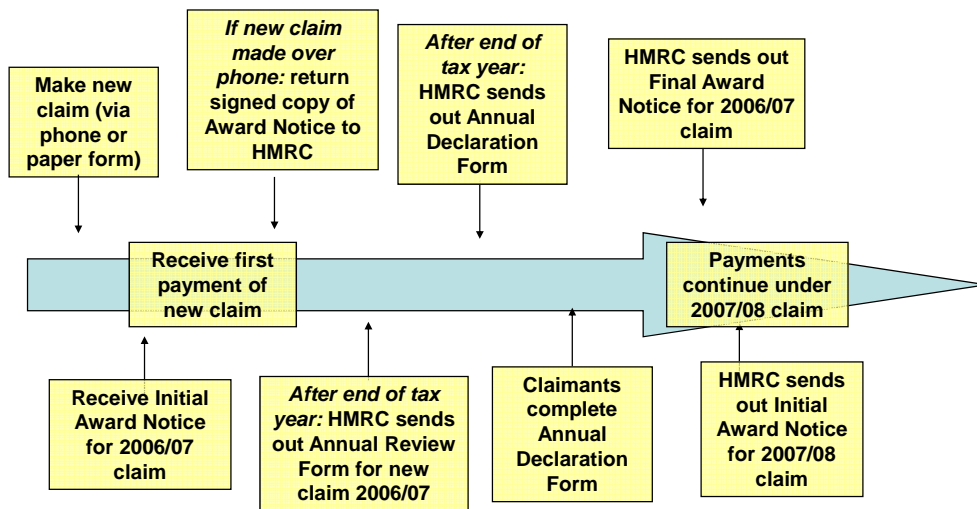 Make new
claim (via
phone or
paper form)
If new claim
made over
phone: return
signed copy of
Award Notice to
HMRC
After end of
tax year:
HMRC sends
out Annual
Declaration
Form
HMRC sends out
Final Award
Notice for 2006/07
claim
Receive first
payment of
new claim
Payments
continue under
2007/08 claim
Receive Initial
Award Notice
for 2006/07
claim
After end of tax
year: HMRC sends
out Annual Review
Form for new
claim 2006/07
Claimants
complete
Annual
Declaration
Form
HMRC sends
out Initial
Award Notice
for 2007/08
claim